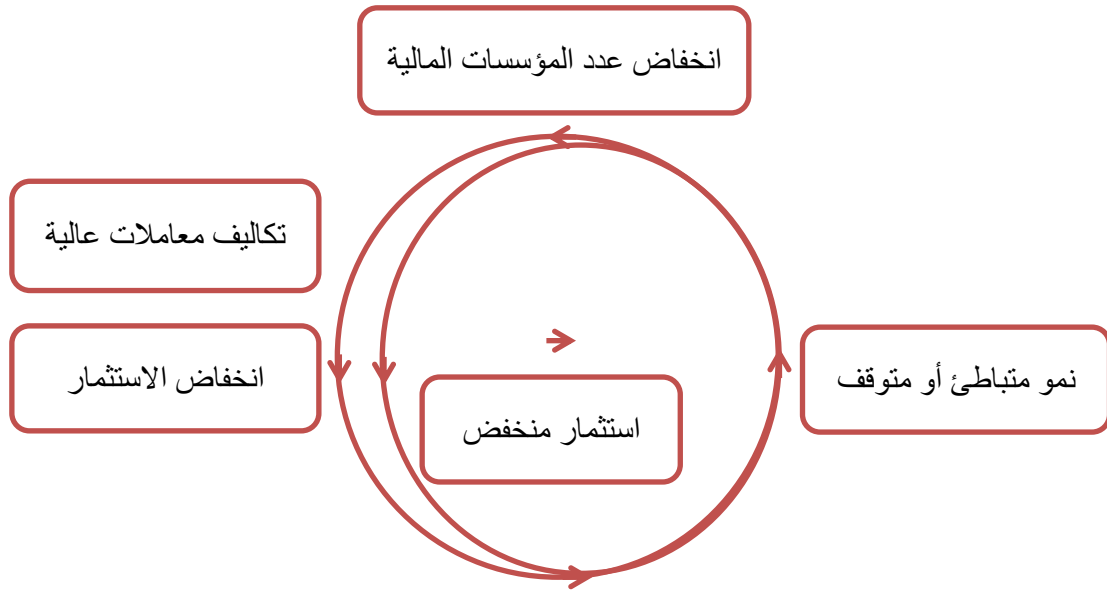 انخفاض عدد المؤسسات المالية
تكاليف معاملات عالية
نمو متباطئ أو متوقف
انخفاض الاستثمار
استثمار منخفض